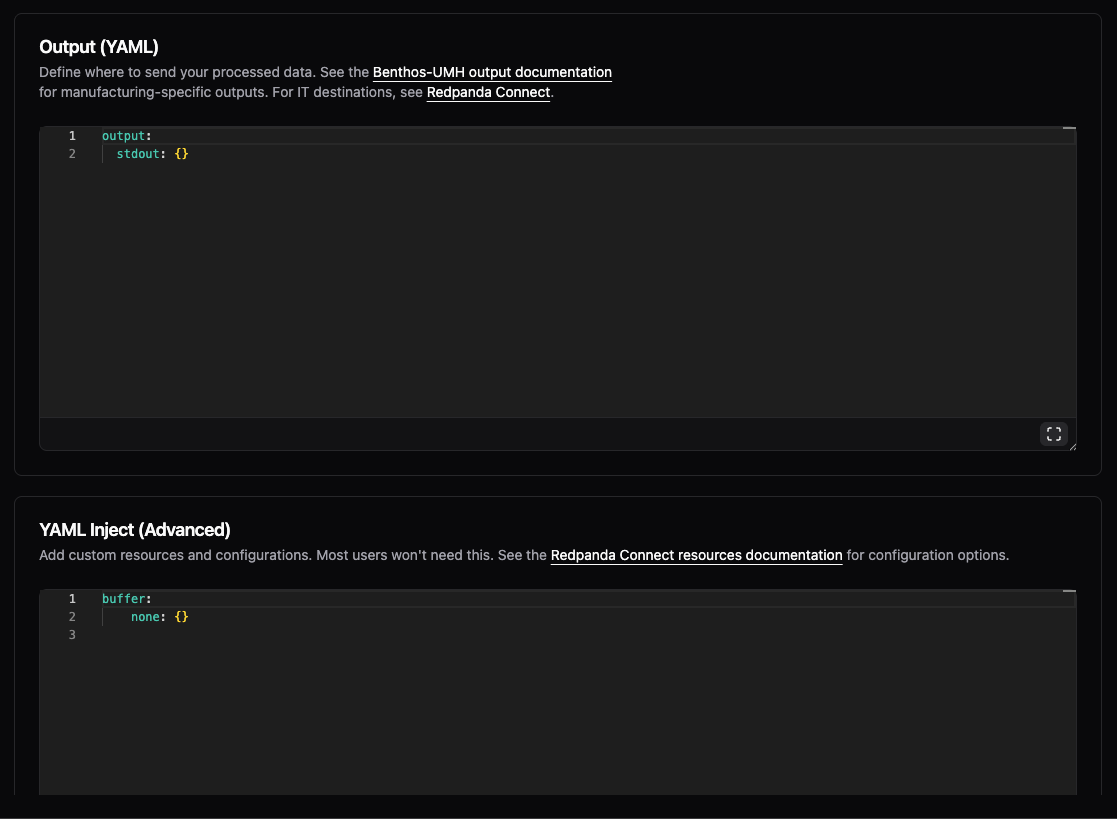 Output (YAML)
Define where to send your processed data. See the Benthos-UMH output documentation
for manufacturing-specific outputs. For IT destinations, see Redpanda Connect.
1 output:
2   stdout: {}
YAML Inject (Advanced)
Add custom resources and configurations. Most users won't need this. See the Redpanda Connect resources documentation for configuration options.
1 buffer:
2     none: {}
3